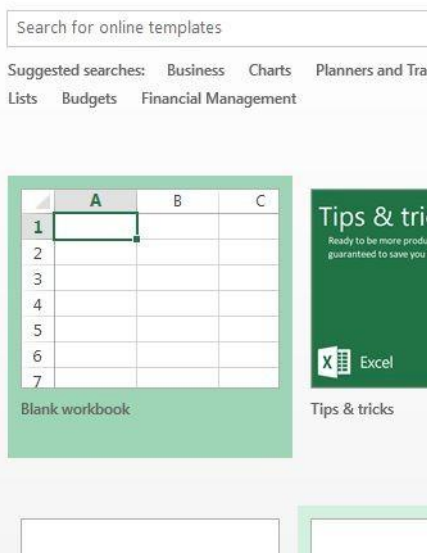 Search for online templates
Suggested searches: Business Charts Planners and Tra
Lists Budgets Financial Management
A B C
1
2
3
4
5
6
7
Blank workbook
Tips & tri
Ready to be more produ
guaranteed to save you
X Excel
Tips & tricks